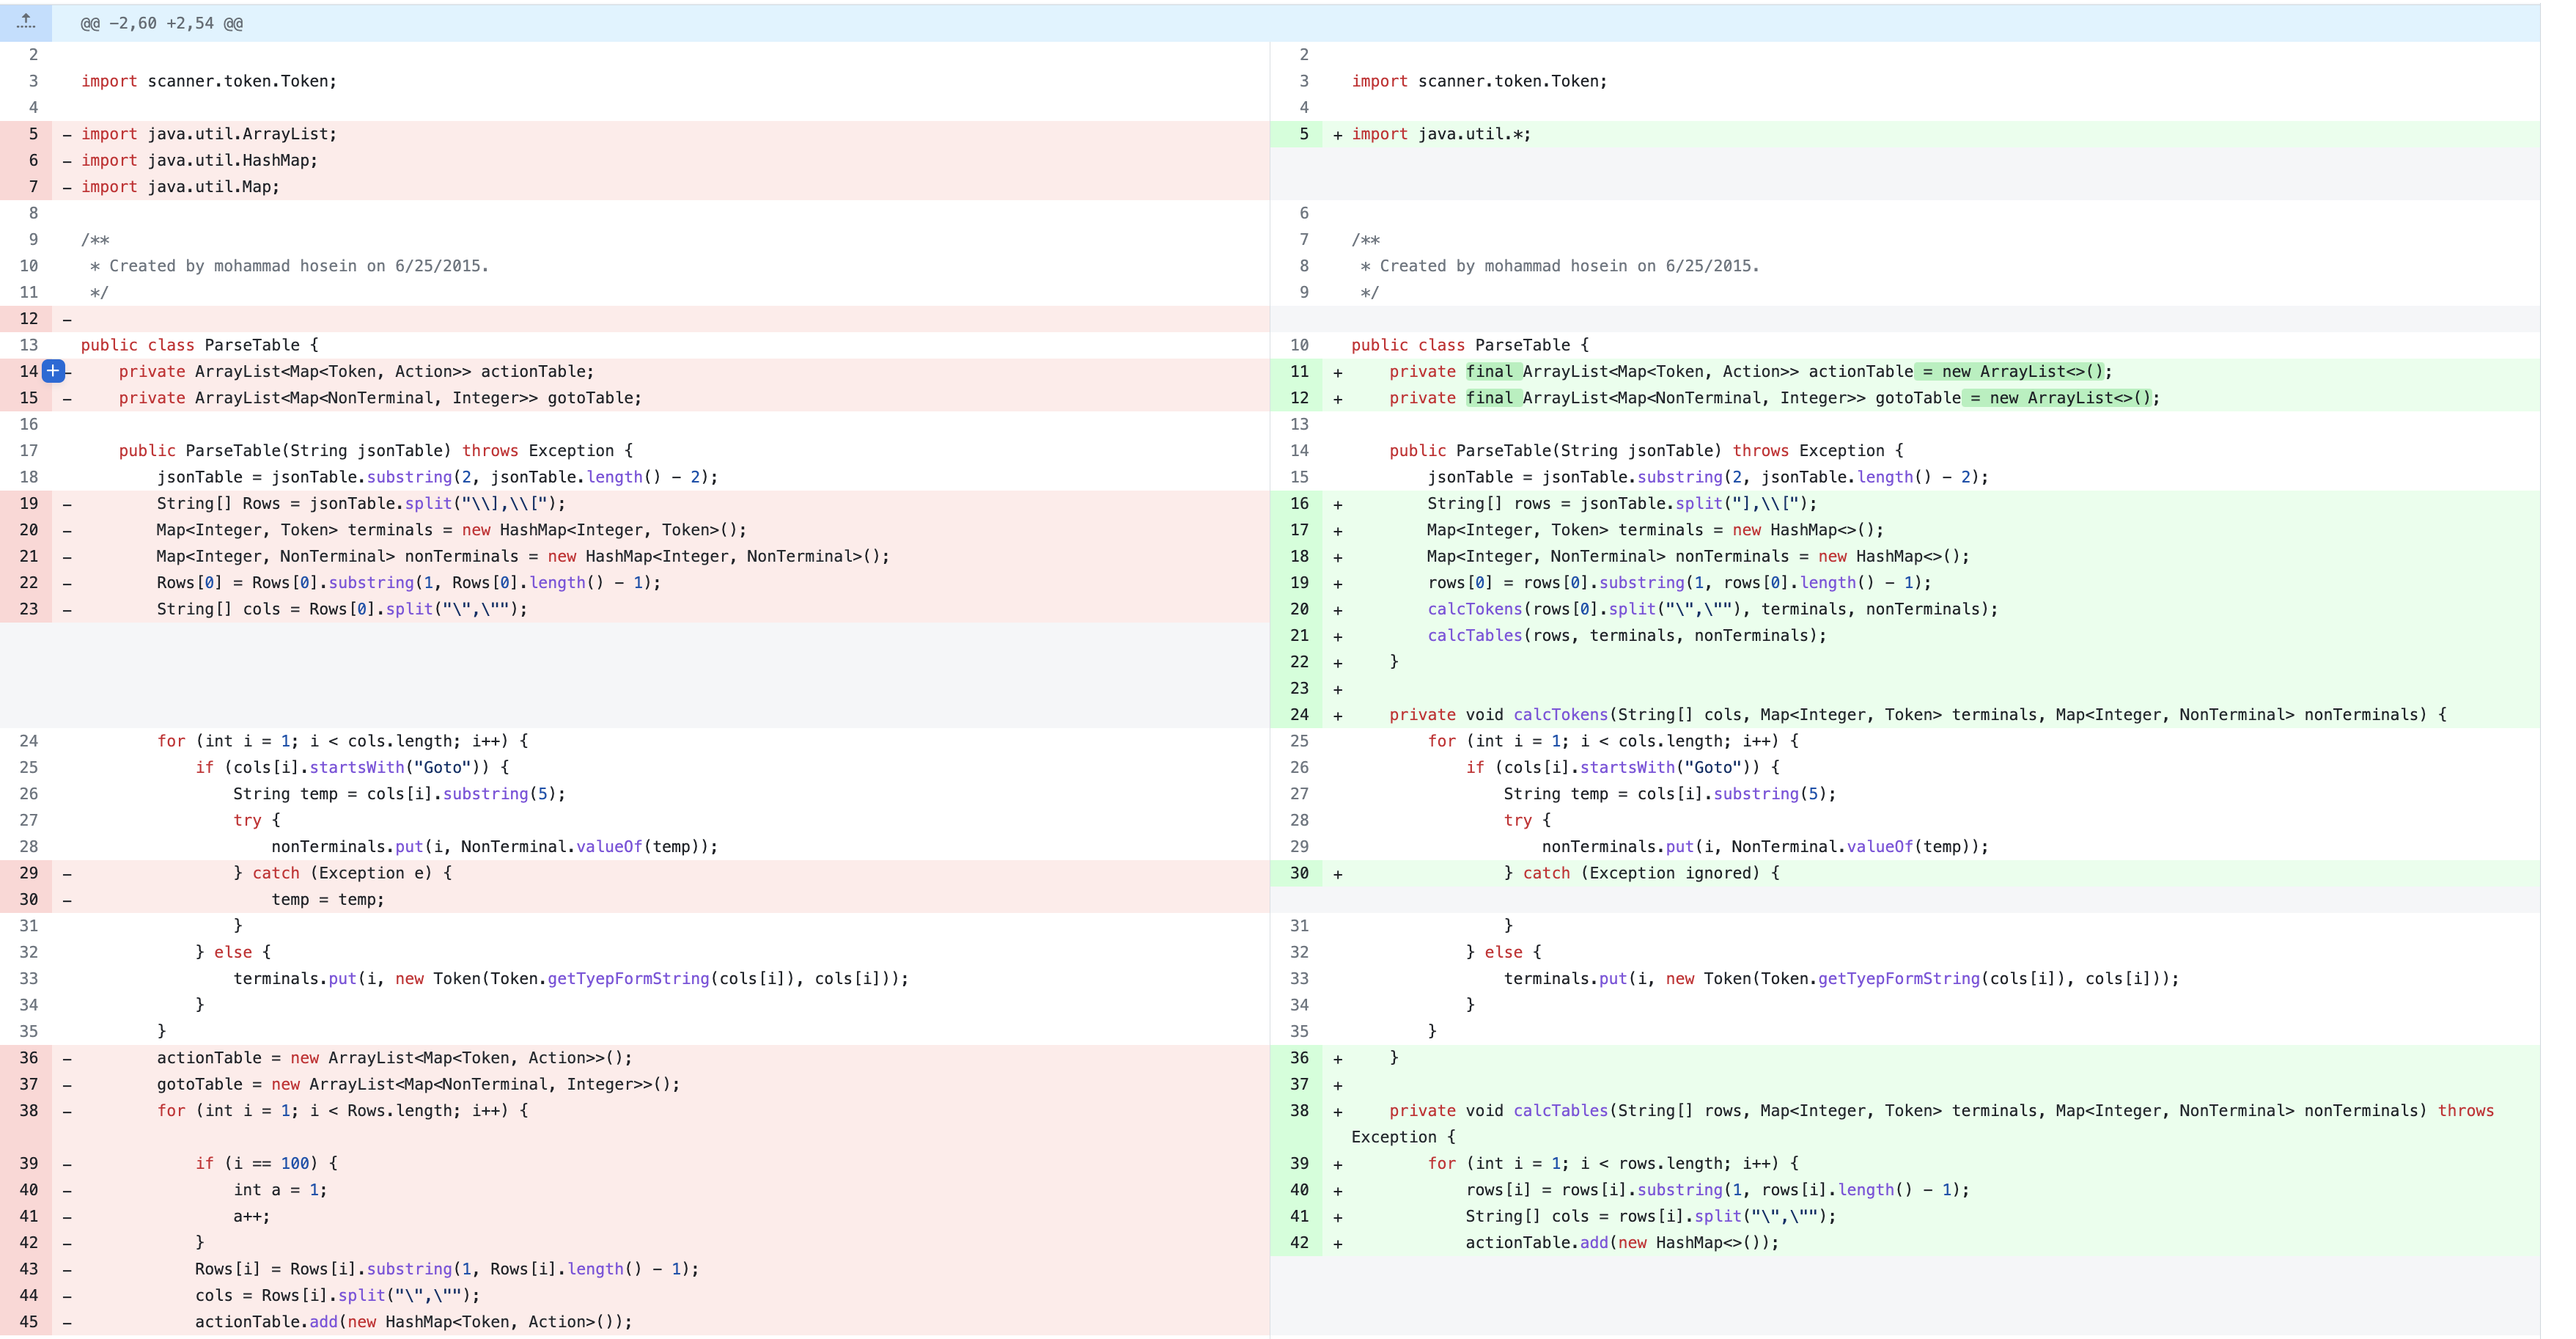 @@ -2,60 +2,54 @@
2
3 import scanner.token.Token;
4
5 - import java.util.ArrayList;
6 - import java.util.HashMap;
7 - import java.util.Map;
8
9 /**
10 * Created by mohammad hosein on 6/25/2015.
11 */
12 -
13 public class ParseTable {
14 - private ArrayList<Map<Token, Action>> actionTable;
15 - private ArrayList<Map<NonTerminal, Integer>> gotoTable;
16
17 public ParseTable(String jsonTable) throws Exception {
18 jsonTable = jsonTable.substring(2, jsonTable.length() - 2);
19 - String[] Rows = jsonTable.split("\\],\\[");
20 - Map<Integer, Token> terminals = new HashMap<Integer, Token>();
21 - Map<Integer, NonTerminal> nonTerminals = new HashMap<Integer, NonTerminal>();
22 - Rows[0] = Rows[0].substring(1, Rows[0].length() - 1);
23 - String[] cols = Rows[0].split("\",\"");
24 for (int i = 1; i < cols.length; i++) {
25 if (cols[i].startsWith("Goto")) {
26 String temp = cols[i].substring(5);
27 try {
28 nonTerminals.put(i, NonTerminal.valueOf(temp));
29 - } catch (Exception e) {
30 - temp = temp;
31 }
32 } else {
33 terminals.put(i, new Token(Token.getTyepFormString(cols[i]), cols[i]));
34 }
35 }
36 - actionTable = new ArrayList<Map<Token, Action>>();
37 - gotoTable = new ArrayList<Map<NonTerminal, Integer>>();
38 - for (int i = 1; i < Rows.length; i++) {
39 - if (i == 100) {
40 - int a = 1;
41 - a++;
42 - }
43 - Rows[i] = Rows[i].substring(1, Rows[i].length() - 1);
44 - cols = Rows[i].split("\",\"");
45 - actionTable.add(new HashMap<Token, Action>());
2
3 import scanner.token.Token;
4
5 + import java.util.*;
6
7 /**
8 * Created by mohammad hosein on 6/25/2015.
9 */
10 public class ParseTable {
11 + private final ArrayList<Map<Token, Action>> actionTable = new ArrayList<>();
12 + private final ArrayList<Map<NonTerminal, Integer>> gotoTable = new ArrayList<>();
13
14 public ParseTable(String jsonTable) throws Exception {
15 jsonTable = jsonTable.substring(2, jsonTable.length() - 2);
16 + String[] rows = jsonTable.split("],\\[");
17 + Map<Integer, Token> terminals = new HashMap<>();
18 + Map<Integer, NonTerminal> nonTerminals = new HashMap<>();
19 + rows[0] = rows[0].substring(1, rows[0].length() - 1);
20 + calcTokens(rows[0].split("\",\""), terminals, nonTerminals);
21 + calcTables(rows, terminals, nonTerminals);
22 + }
23 +
24 + private void calcTokens(String[] cols, Map<Integer, Token> terminals, Map<Integer, NonTerminal> nonTerminals) {
25 for (int i = 1; i < cols.length; i++) {
26 if (cols[i].startsWith("Goto")) {
27 String temp = cols[i].substring(5);
28 try {
29 nonTerminals.put(i, NonTerminal.valueOf(temp));
30 + } catch (Exception ignored) {
31 }
32 } else {
33 terminals.put(i, new Token(Token.getTyepFormString(cols[i]), cols[i]));
34 }
35 }
36 + }
37 +
38 + private void calcTables(String[] rows, Map<Integer, Token> terminals, Map<Integer, NonTerminal> nonTerminals) throws
Exception {
39 + for (int i = 1; i < rows.length; i++) {
40 + rows[i] = rows[i].substring(1, rows[i].length() - 1);
41 + String[] cols = rows[i].split("\",\"");
42 + actionTable.add(new HashMap<>());